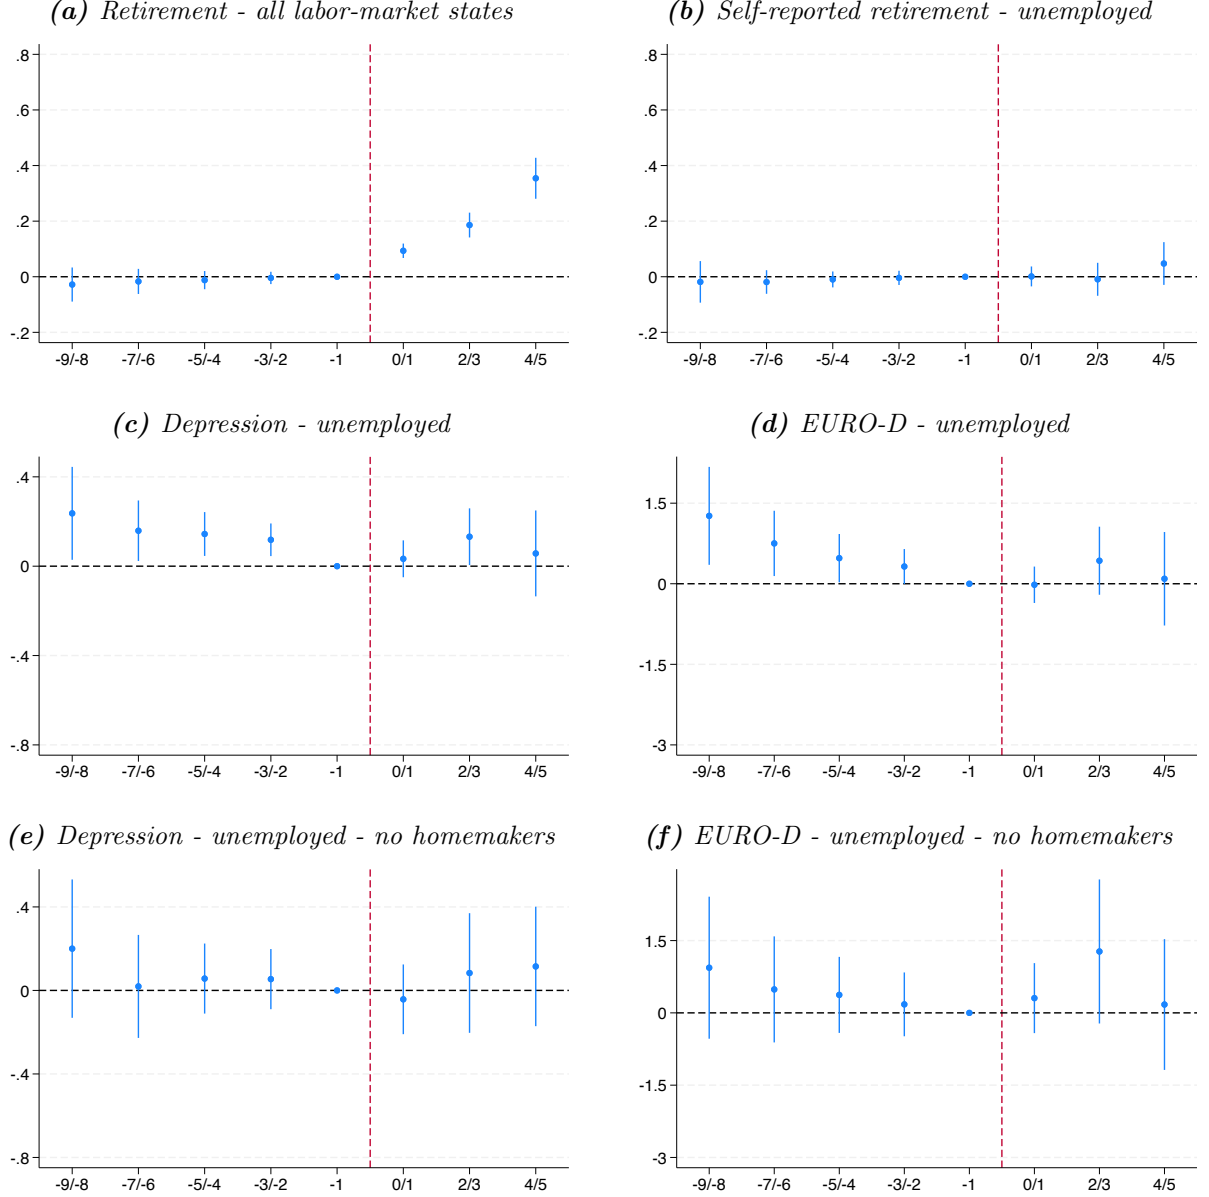 (a) Retirement - all labor-market states
.8
.6
.4
.2
0
-.2
-9/-8 -7/-6 -5/-4 -3/-2 -1 0/1 2/3 4/5
(b) Self-reported retirement - unemployed
.8
.6
.4
.2
0
-.2
-9/-8 -7/-6 -5/-4 -3/-2 -1 0/1 2/3 4/5
(c) Depression - unemployed
.4
0
-.4
-.8
-9/-8 -7/-6 -5/-4 -3/-2 -1 0/1 2/3 4/5
(d) EURO-D - unemployed
1.5
0
-1.5
-3
-9/-8 -7/-6 -5/-4 -3/-2 -1 0/1 2/3 4/5
(e) Depression - unemployed - no homemakers
.4
0
-.4
-.8
-9/-8 -7/-6 -5/-4 -3/-2 -1 0/1 2/3 4/5
(f) EURO-D - unemployed - no homemakers
1.5
0
-1.5
-3
-9/-8 -7/-6 -5/-4 -3/-2 -1 0/1 2/3 4/5